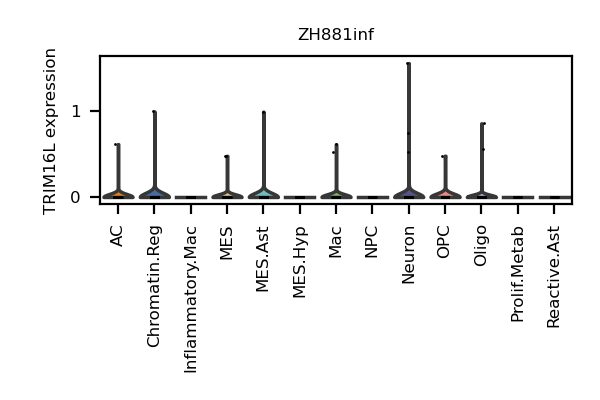 ZH881inf
TRIM16L expression
1
0
AC
Chromatin.Reg
Inflammatory.Mac
MES
MES.Ast
MES.Hyp
Mac
NPC
Neuron
OPC
Oligo
Prolif.Metab
Reactive.Ast